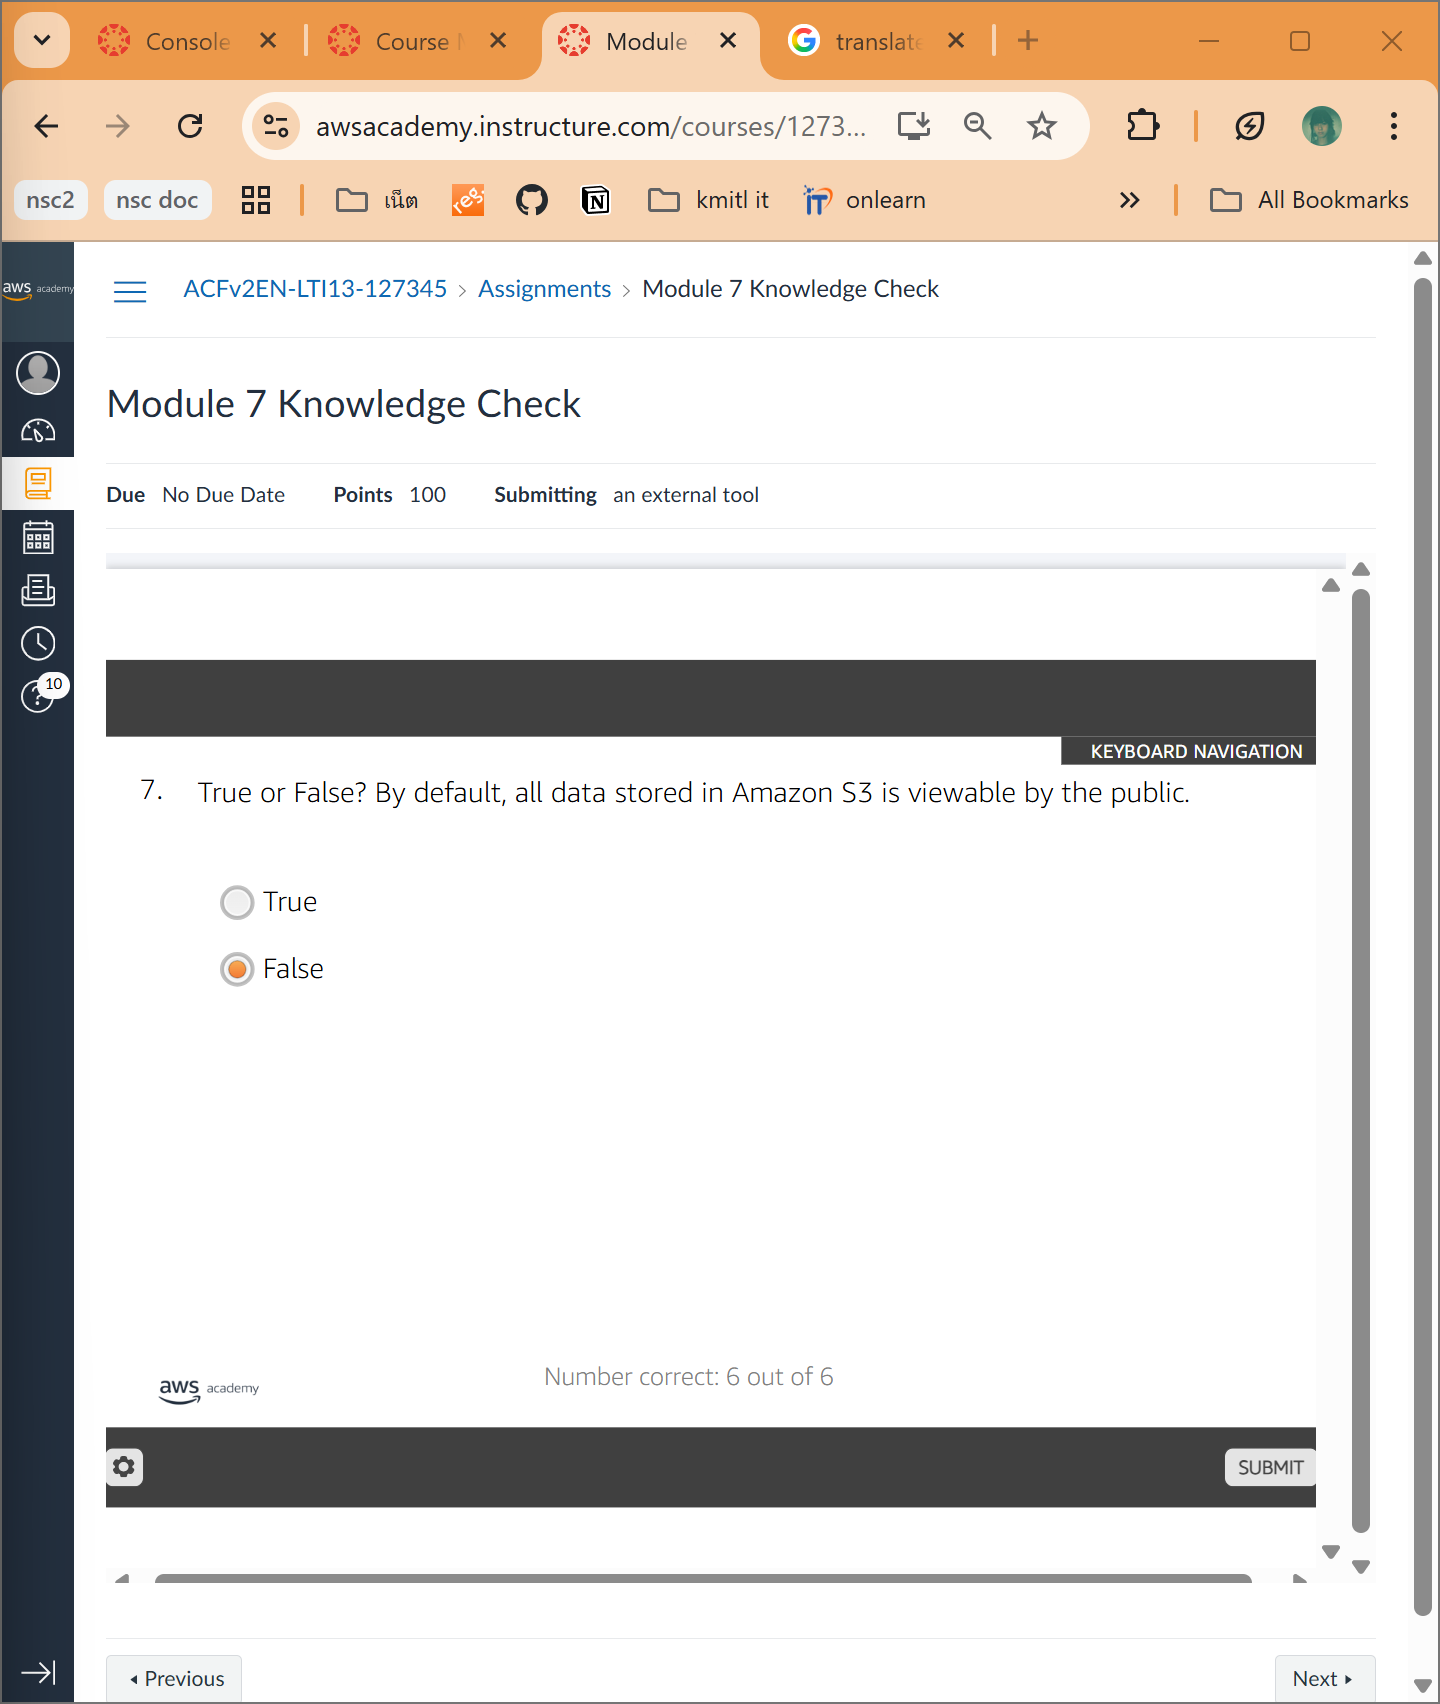 Console
Course
Module
translate
awsacademy.instructure.com/courses/1273...
nsc2
nsc doc
เน็ต
reg.
kmitl it
iT
onlearn
All Bookmarks
aws academy
ACFv2EN-LTI13-127345 > Assignments > Module 7 Knowledge Check
Module 7 Knowledge Check
Due No Due Date Points 100 Submitting an external tool
10
KEYBOARD NAVIGATION
7. True or False? By default, all data stored in Amazon S3 is viewable by the public.
True
False
Number correct: 6 out of 6
aws academy
SUBMIT
Previous
Next